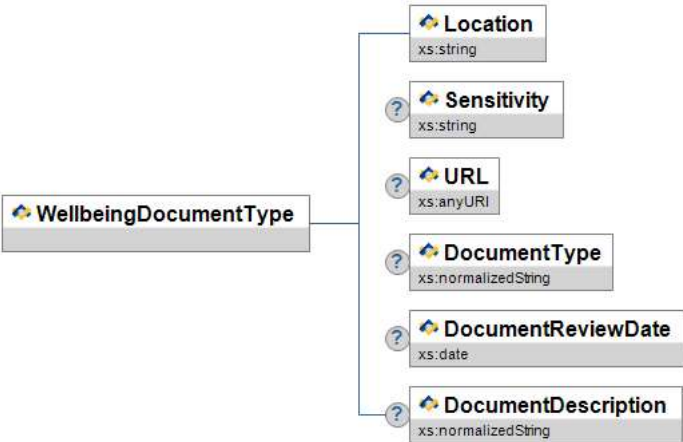 Location
xs:string
? Sensitivity
xs:string
? URL
xs:anyURI
WellbeingDocumentType
? DocumentType
xs:normalizedString
? DocumentReviewDate
xs:date
? DocumentDescription
xs:normalizedString